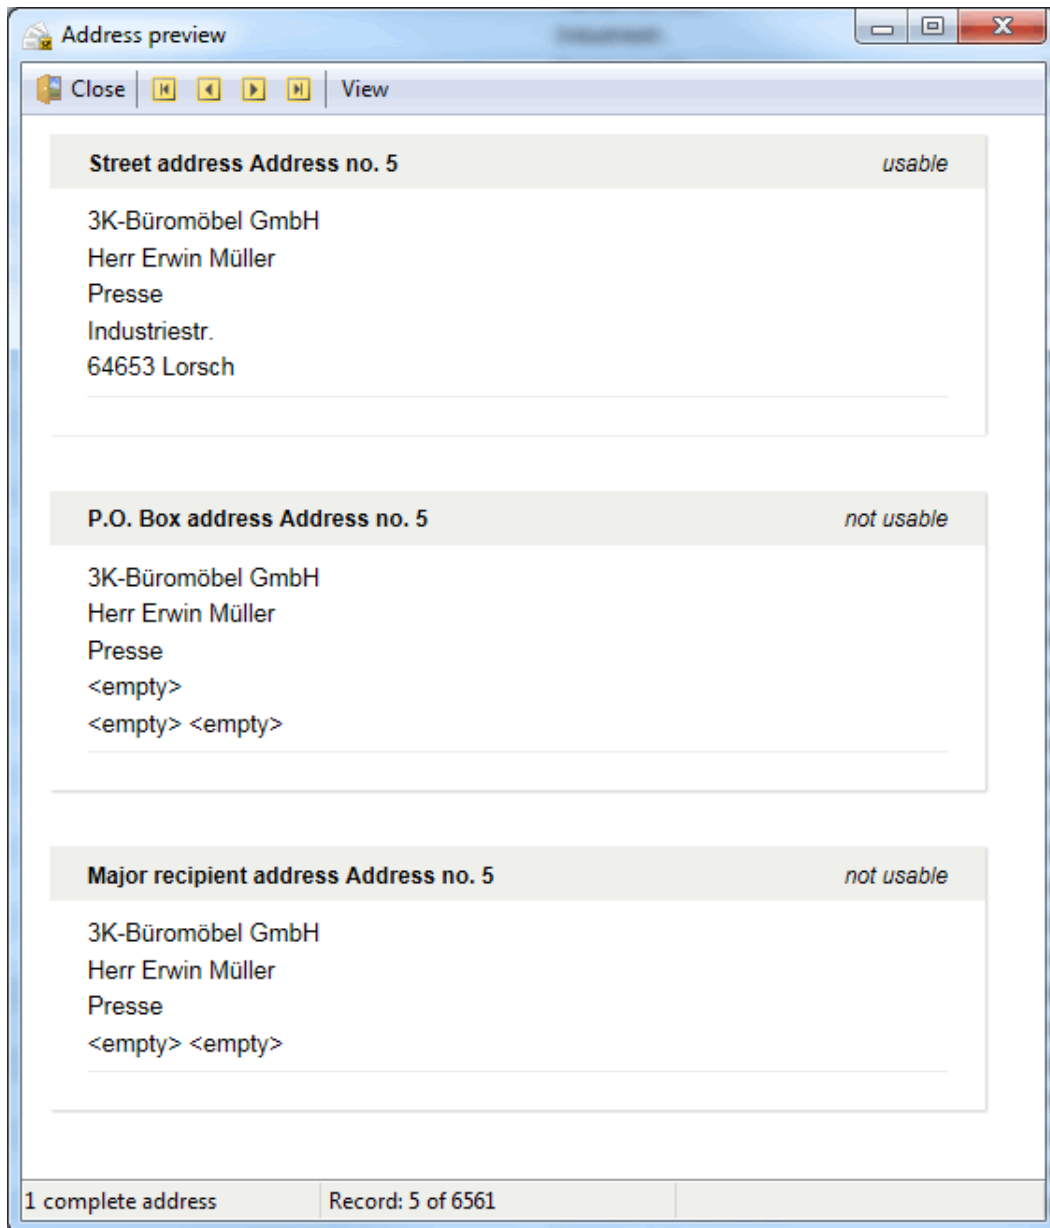 Address preview
Close View
Street address Address no. 5 usable
3K-Büromöbel GmbH
Herr Erwin Müller
Presse
Industriestr.
64653 Lorsch
P.O. Box address Address no. 5 not usable
3K-Büromöbel GmbH
Herr Erwin Müller
Presse
<empty>
<empty> <empty>
Major recipient address Address no. 5 not usable
3K-Büromöbel GmbH
Herr Erwin Müller
Presse
<empty> <empty>
1 complete address Record: 5 of 6561